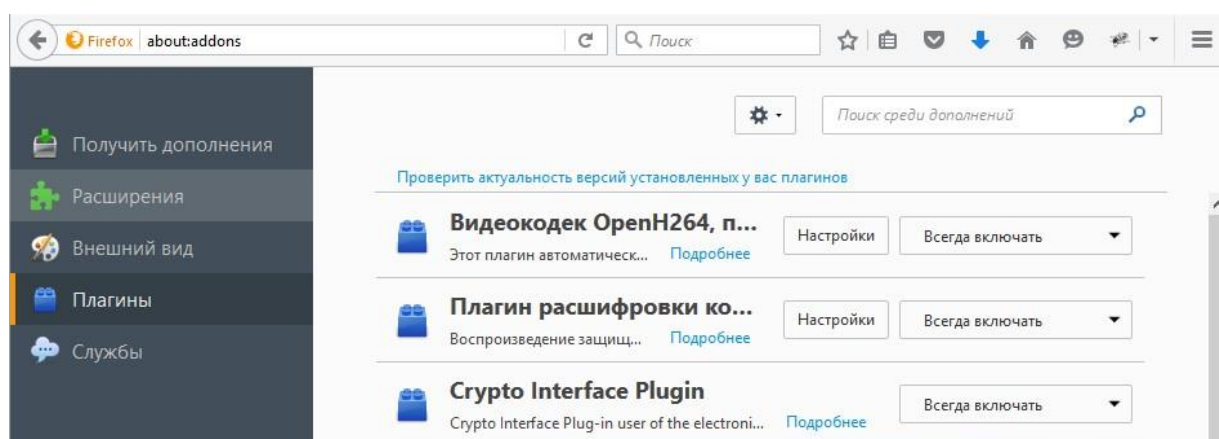 Firefox about:addons
Поиск
Поиск среди дополнений
Получить дополнения
Расширения
Внешний вид
Плагины
Службы
Проверить актуальность версий установленных у вас плагинов
Видеокодек OpenH264, п...
Этот плагин автоматическ... Подробнее
Настройки
Всегда включать
Плагин расшифровки ко...
Воспроизведение защищ... Подробнее
Настройки
Всегда включать
Crypto Interface Plugin
Crypto Interface Plug-in user of the electroni... Подробнее
Всегда включать